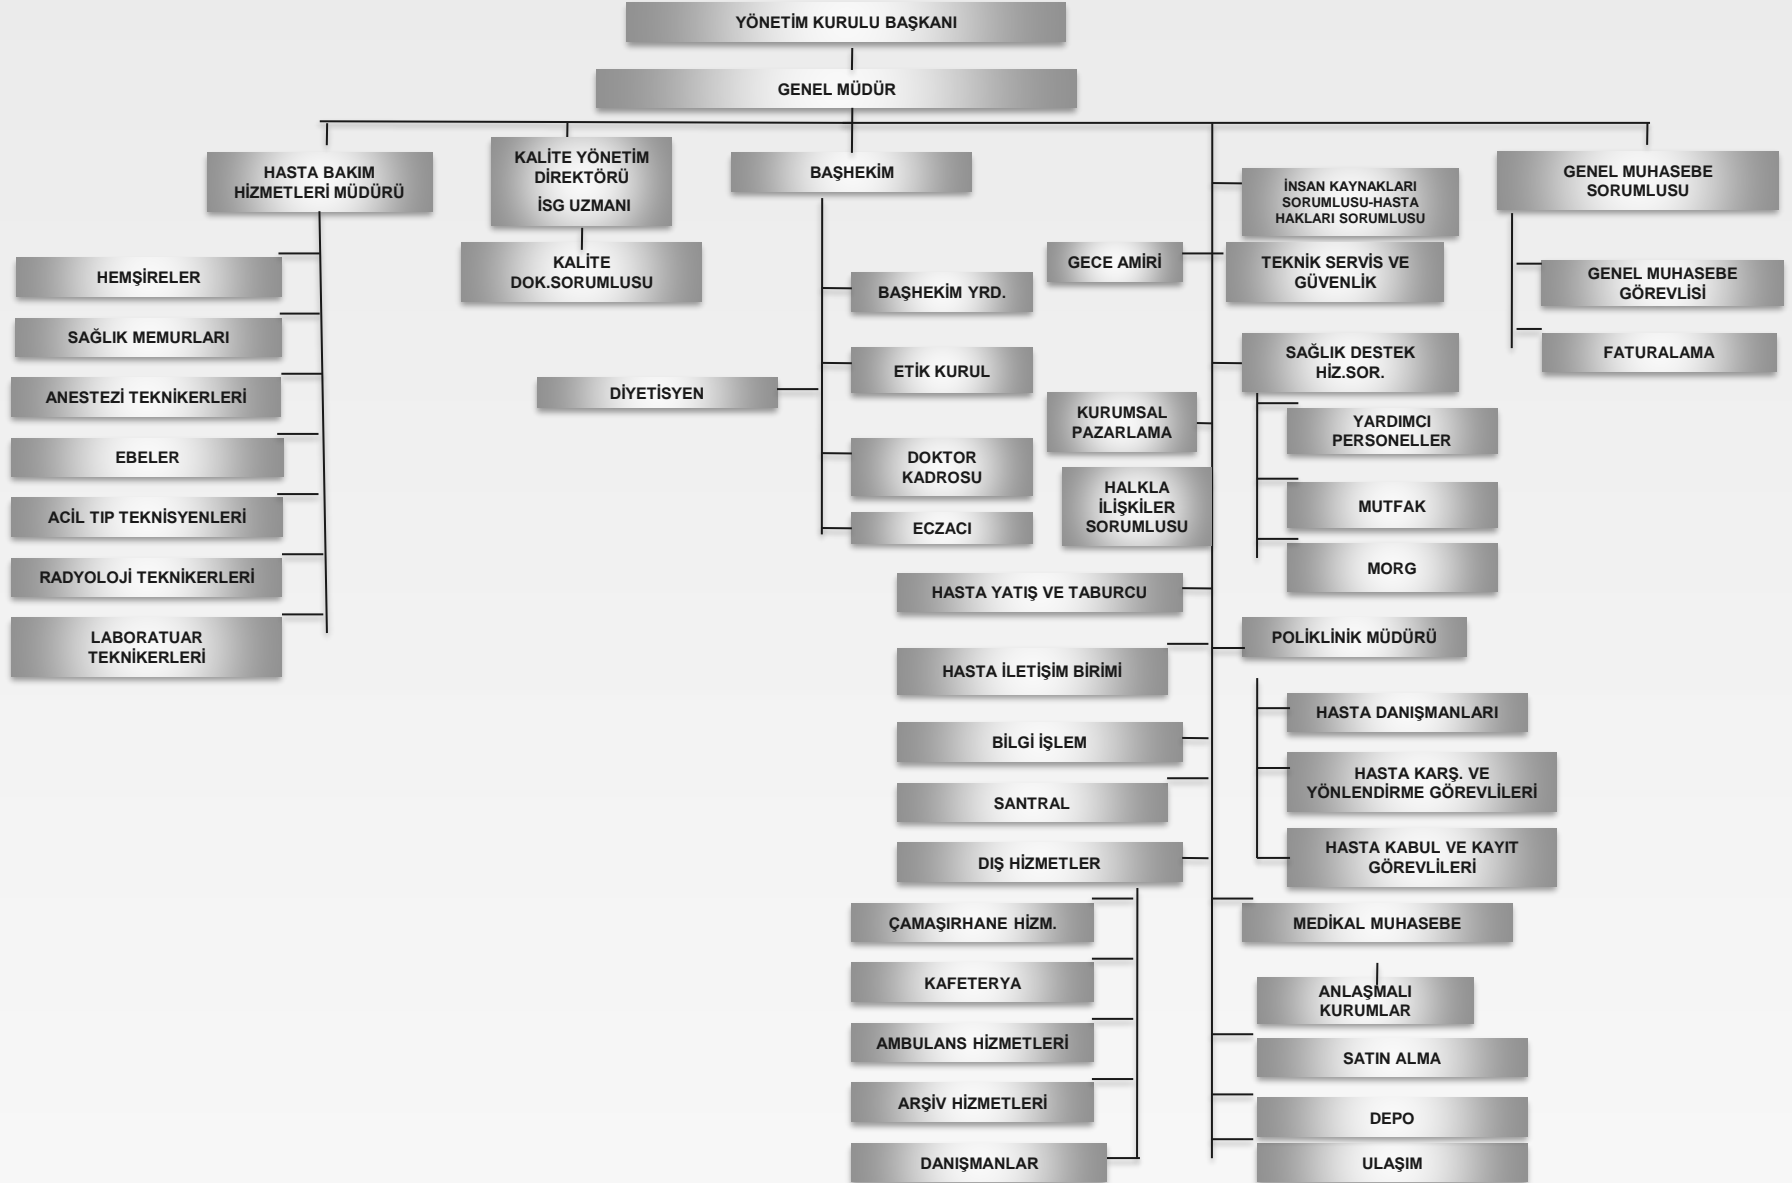 YÖNETİM KURULU BAŞKANI
GENEL MÜDÜR
HASTA BAKIM
HİZMETLERİ MÜDÜRÜ
HEMŞİRELER
SAĞLIK MEMURLARI
ANESTEZİ TEKNİKERLERİ
EBELER
ACİL TIP TEKNİSYENLERİ
RADYOLOJİ TEKNİKERLERİ
LABORATUAR
TEKNİKERLERİ
KALİTE YÖNETİM
DİREKTÖRÜ
İSG UZMANI
KALİTE
DOK.SORUMLUSU
BAŞHEKİM
BAŞHEKİM YRD.
ETİK KURUL
DİYETİSYEN
DOKTOR
KADROSU
ECZACI
İNSAN KAYNAKLARI
SORUMLUSU-HASTA
HAKLARI SORUMLUSU
GECE AMİRİ
TEKNİK SERVİS VE
GÜVENLİK
SAĞLIK DESTEK
HİZ.SOR.
YARDIMCI
PERSONELLER
MUTFAK
MORG
KURUMSAL
PAZARLAMA
HALKLA
İLİŞKİLER
SORUMLUSU
HASTA YATIŞ VE TABURCU
HASTA İLETİŞİM BİRİMİ
BİLGİ İŞLEM
SANTRAL
DIŞ HİZMETLER
ÇAMAŞIRHANE HİZM.
KAFETERYA
AMBULANS HİZMETLERİ
ARŞİV HİZMETLERİ
DANIŞMANLAR
POLİKLİNİK MÜDÜRÜ
HASTA DANIŞMANLARI
HASTA KARŞ. VE
YÖNLENDİRME GÖREVLİLERİ
HASTA KABUL VE KAYIT
GÖREVLİLERİ
MEDİKAL MUHASEBE
ANLAŞMALI
KURUMLAR
SATIN ALMA
DEPO
ULAŞIM
GENEL MUHASEBE
SORUMLUSU
GENEL MUHASEBE
GÖREVLİSİ
FATURALAMA